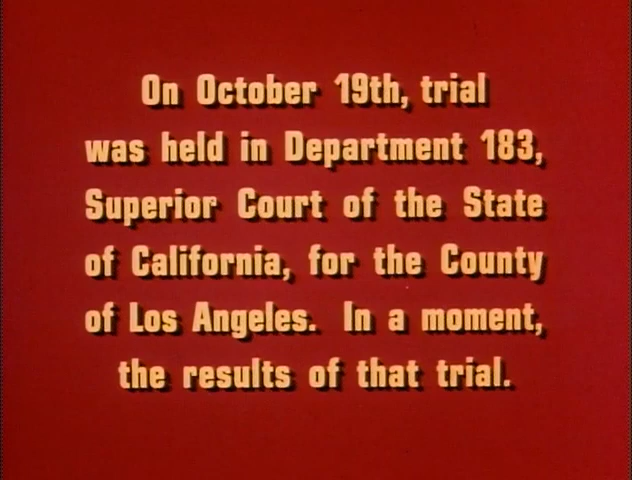 On October 19th, trial
was held in Department 183,
Superior Court of the State
of California, for the County
of Los Angeles. In a moment,
the results of that trial.